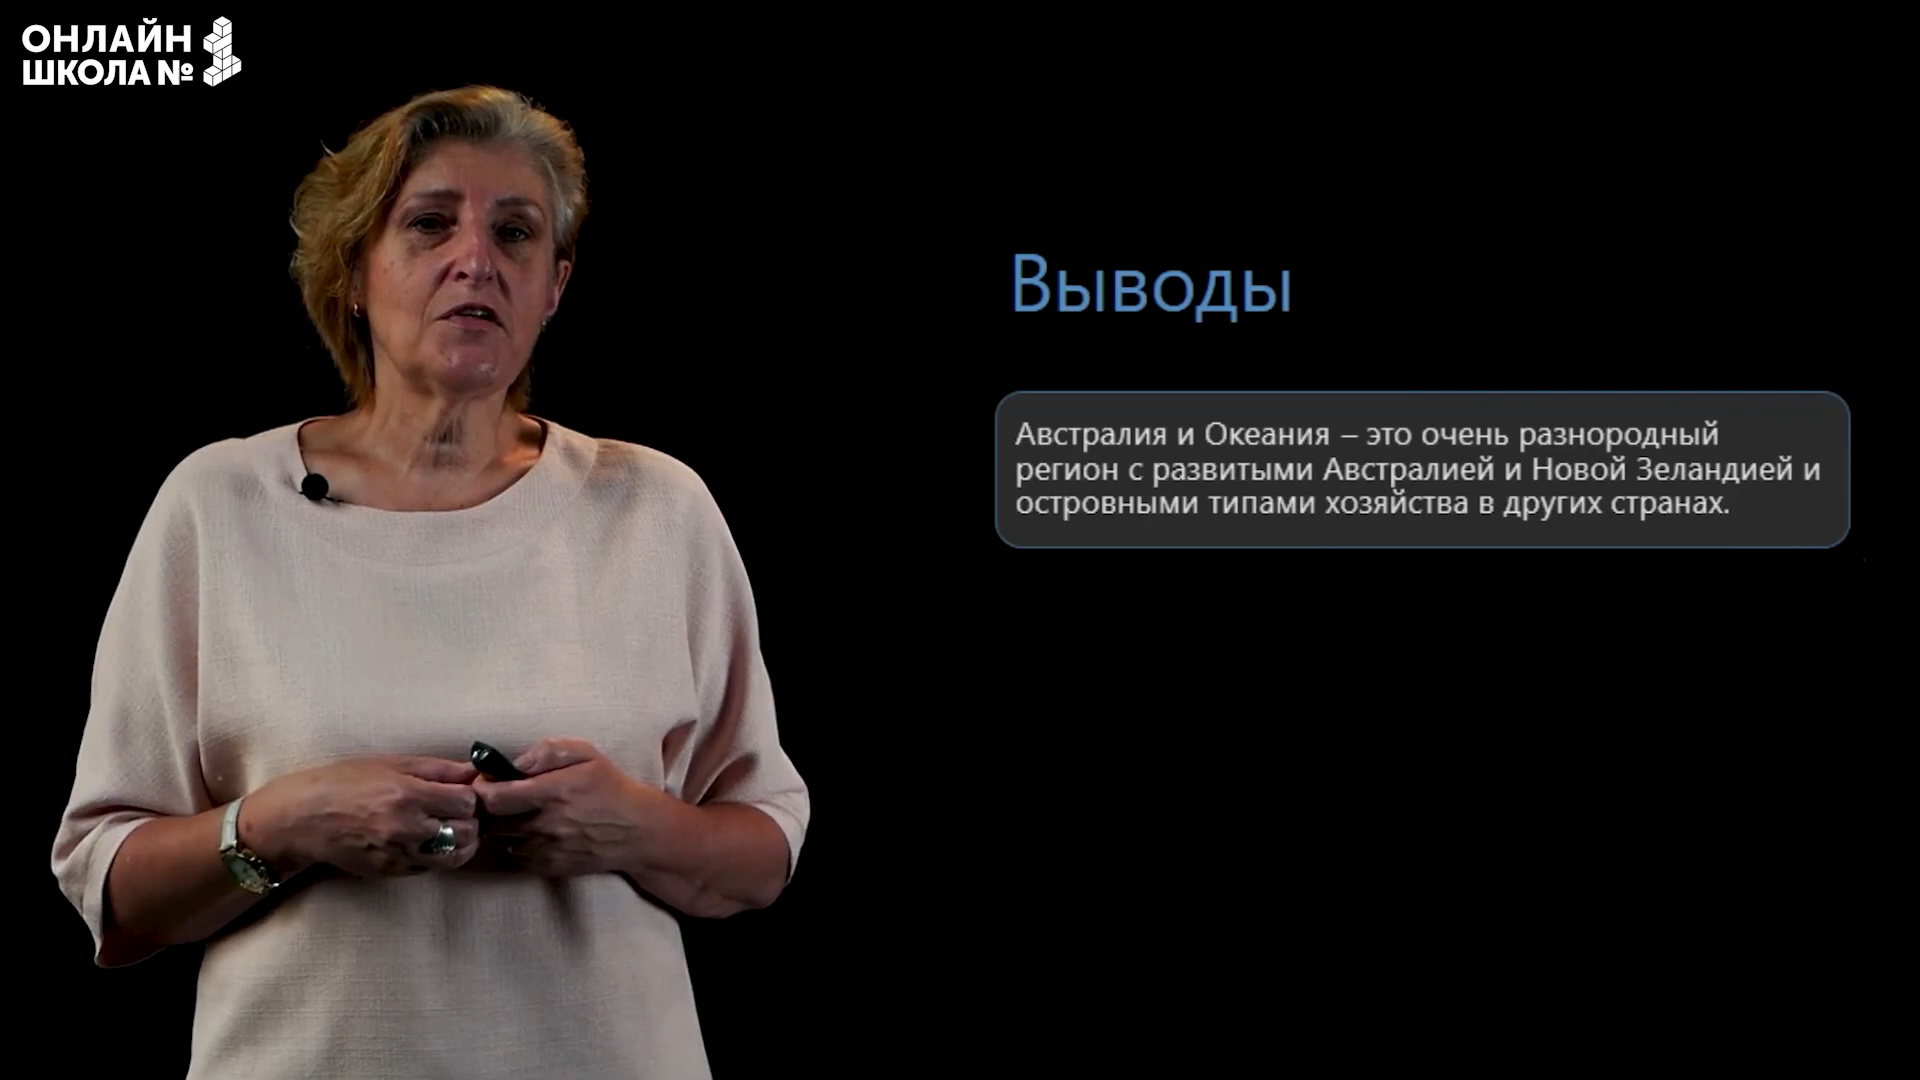 ОНЛАЙН
ШКОЛА №
Выводы
Австралия и Океания – это очень разнородный
регион с развитыми Австралией и Новой Зеландией и
островными типами хозяйства в других странах.